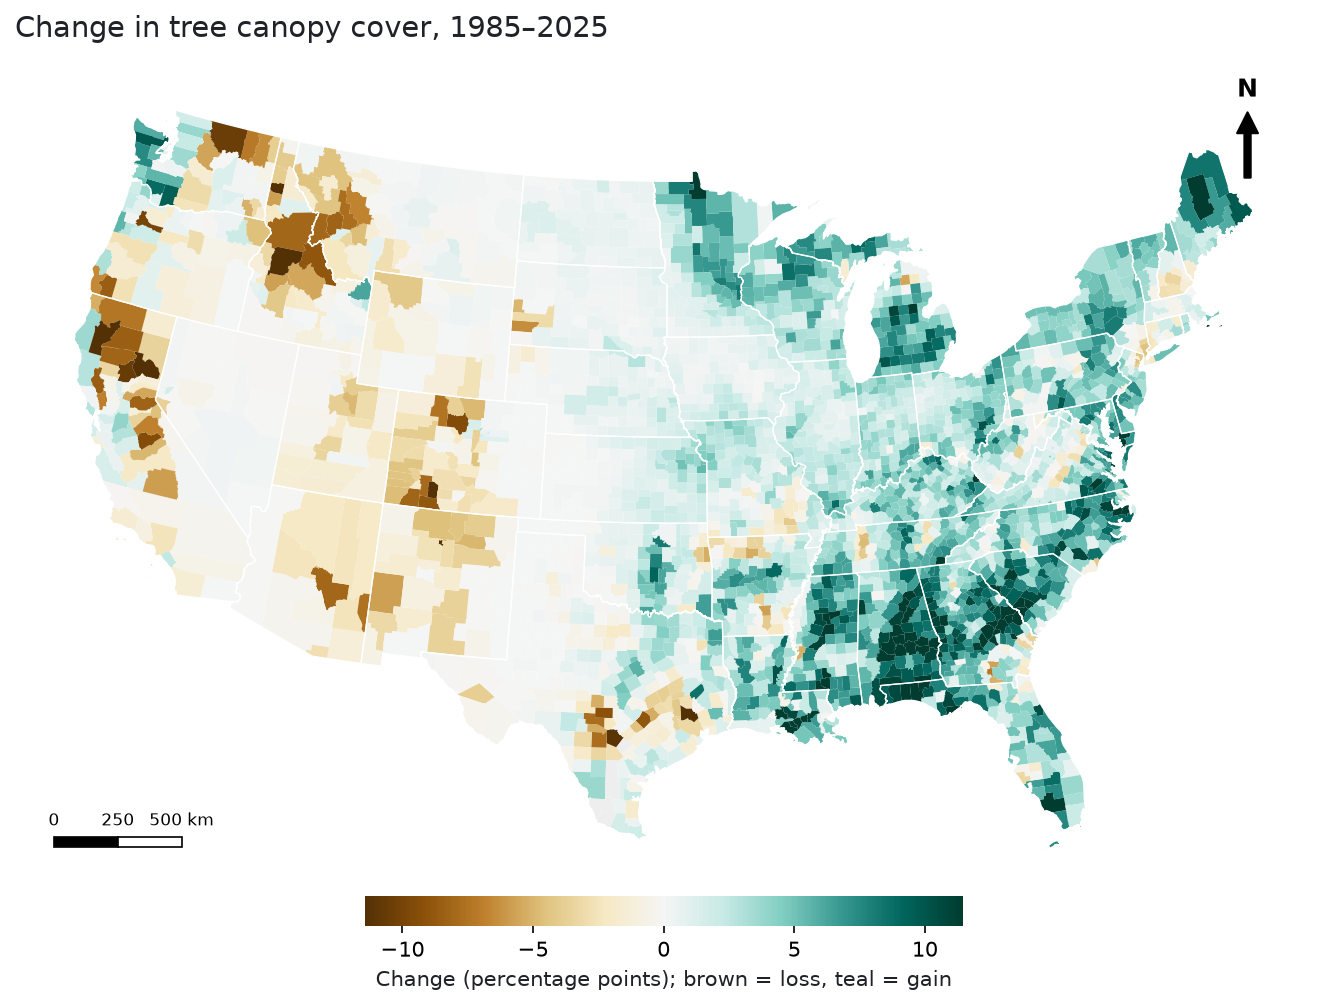 Change in tree canopy cover, 1985–2025
N
0 250 500 km
−10 −5 0 5 10
Change (percentage points); brown = loss, teal = gain